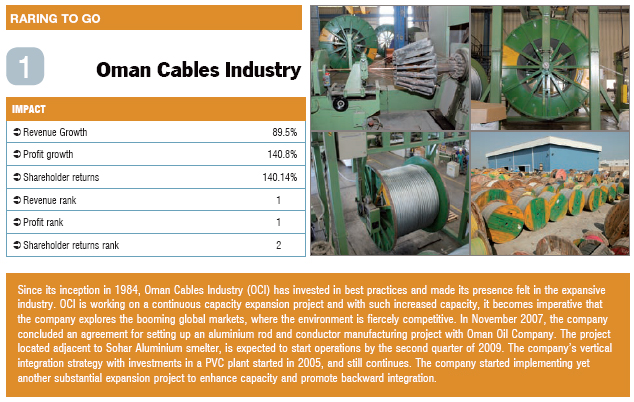 RARING TO GO
1
Oman Cables Industry
IMPACT
➲ Revenue Growth 89.5%
➲ Profit growth 140.8%
➲ Shareholder returns 140.14%
➲ Revenue rank 1
➲ Profit rank 1
➲ Shareholder returns rank 2
Since its inception in 1984, Oman Cables Industry (OCI) has invested in best practices and made its presence felt in the expansive
industry. OCI is working on a continuous capacity expansion project and with such increased capacity, it becomes imperative that
the company explores the booming global markets, where the environment is fiercely competitive. In November 2007, the company
concluded an agreement for setting up an aluminium rod and conductor manufacturing project with Oman Oil Company. The project
located adjacent to Sohar Aluminium smelter, is expected to start operations by the second quarter of 2009. The company's vertical
integration strategy with investments in a PVC plant started in 2005, and still continues. The company started implementing yet
another substantial expansion project to enhance capacity and promote backward integration.